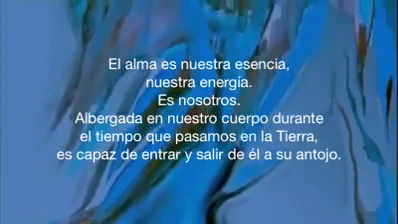 El alma es nuestra esencia,
nuestra energía.
Es nosotros.
Albergada en nuestro cuerpo durante
el tiempo que pasamos en la Tierra,
es capaz de entrar y salir de él a su antojo.